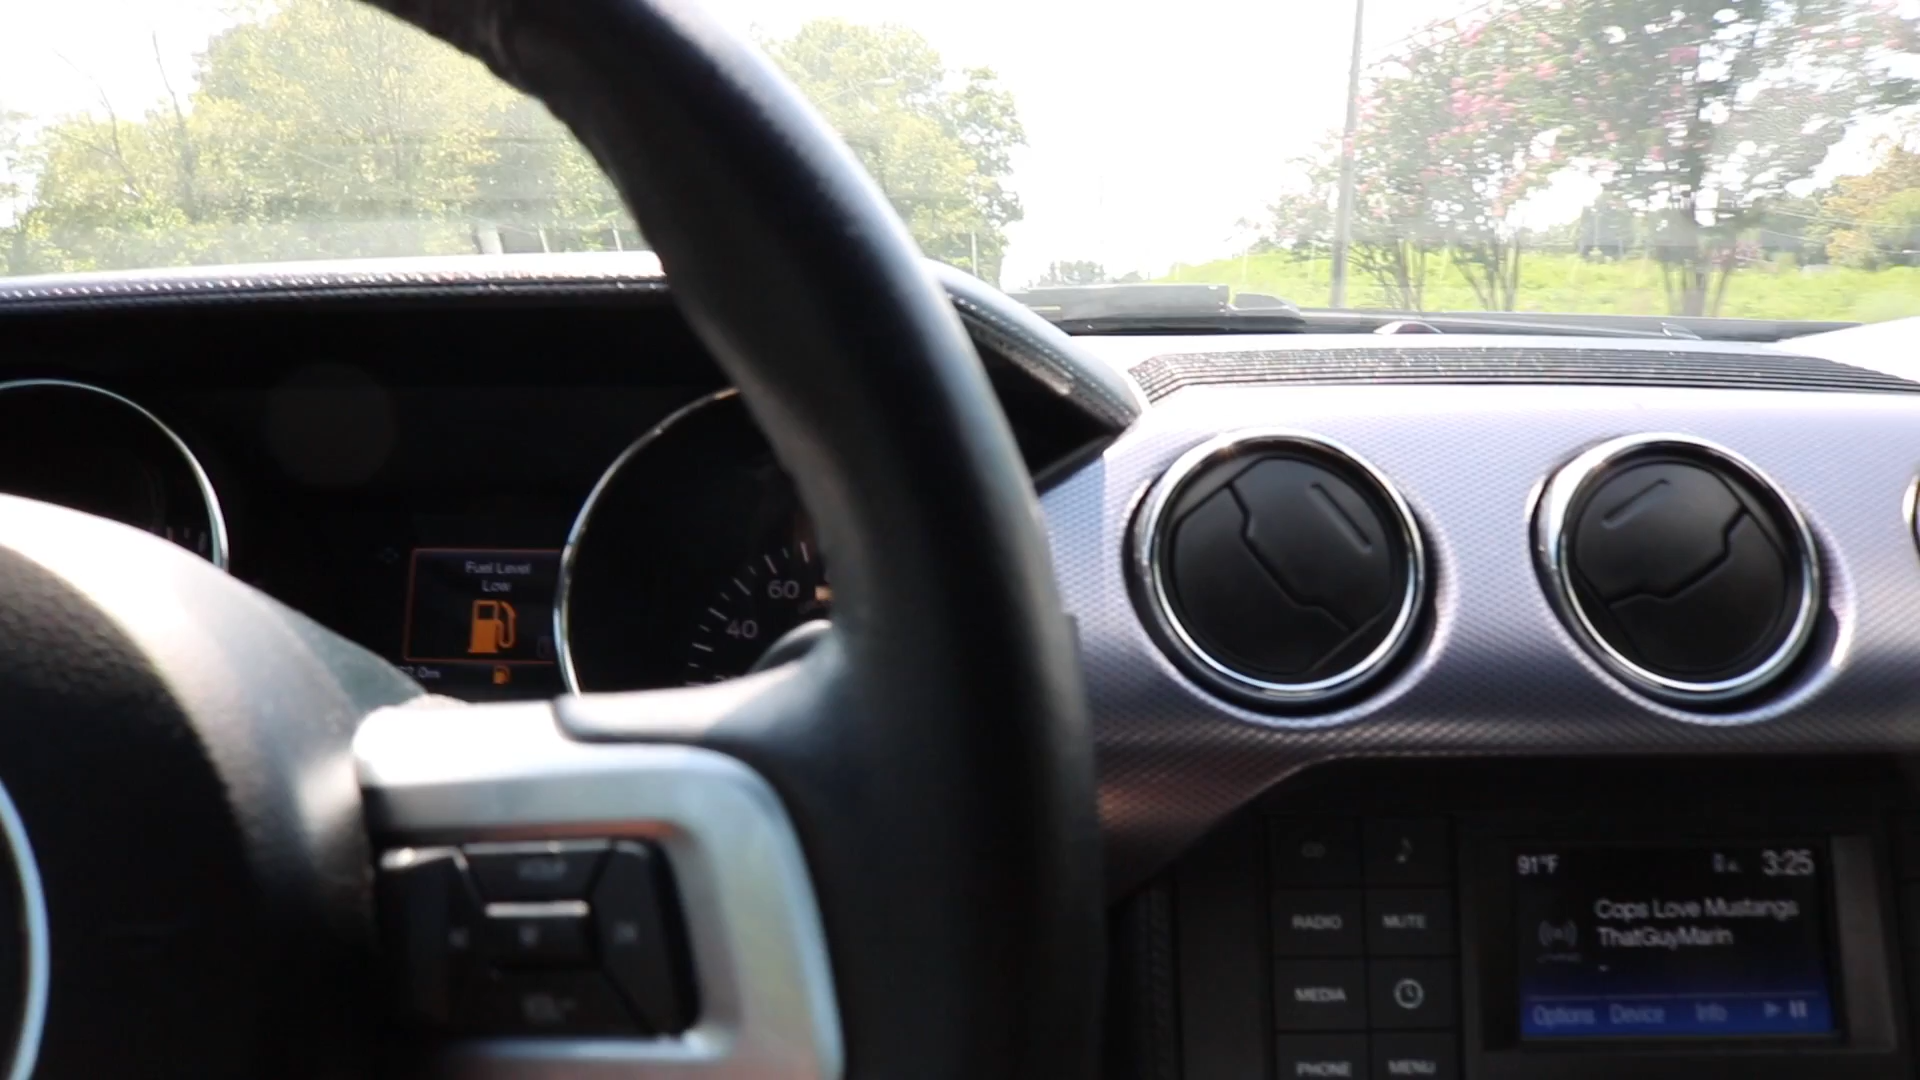 Fuel Level
Low
60
40
91°F
3:25
Cops Love Mustangs
ThatGuyMarin
RADIO
MUTE
MEDIA
Options Device Info
PHONE
MENU